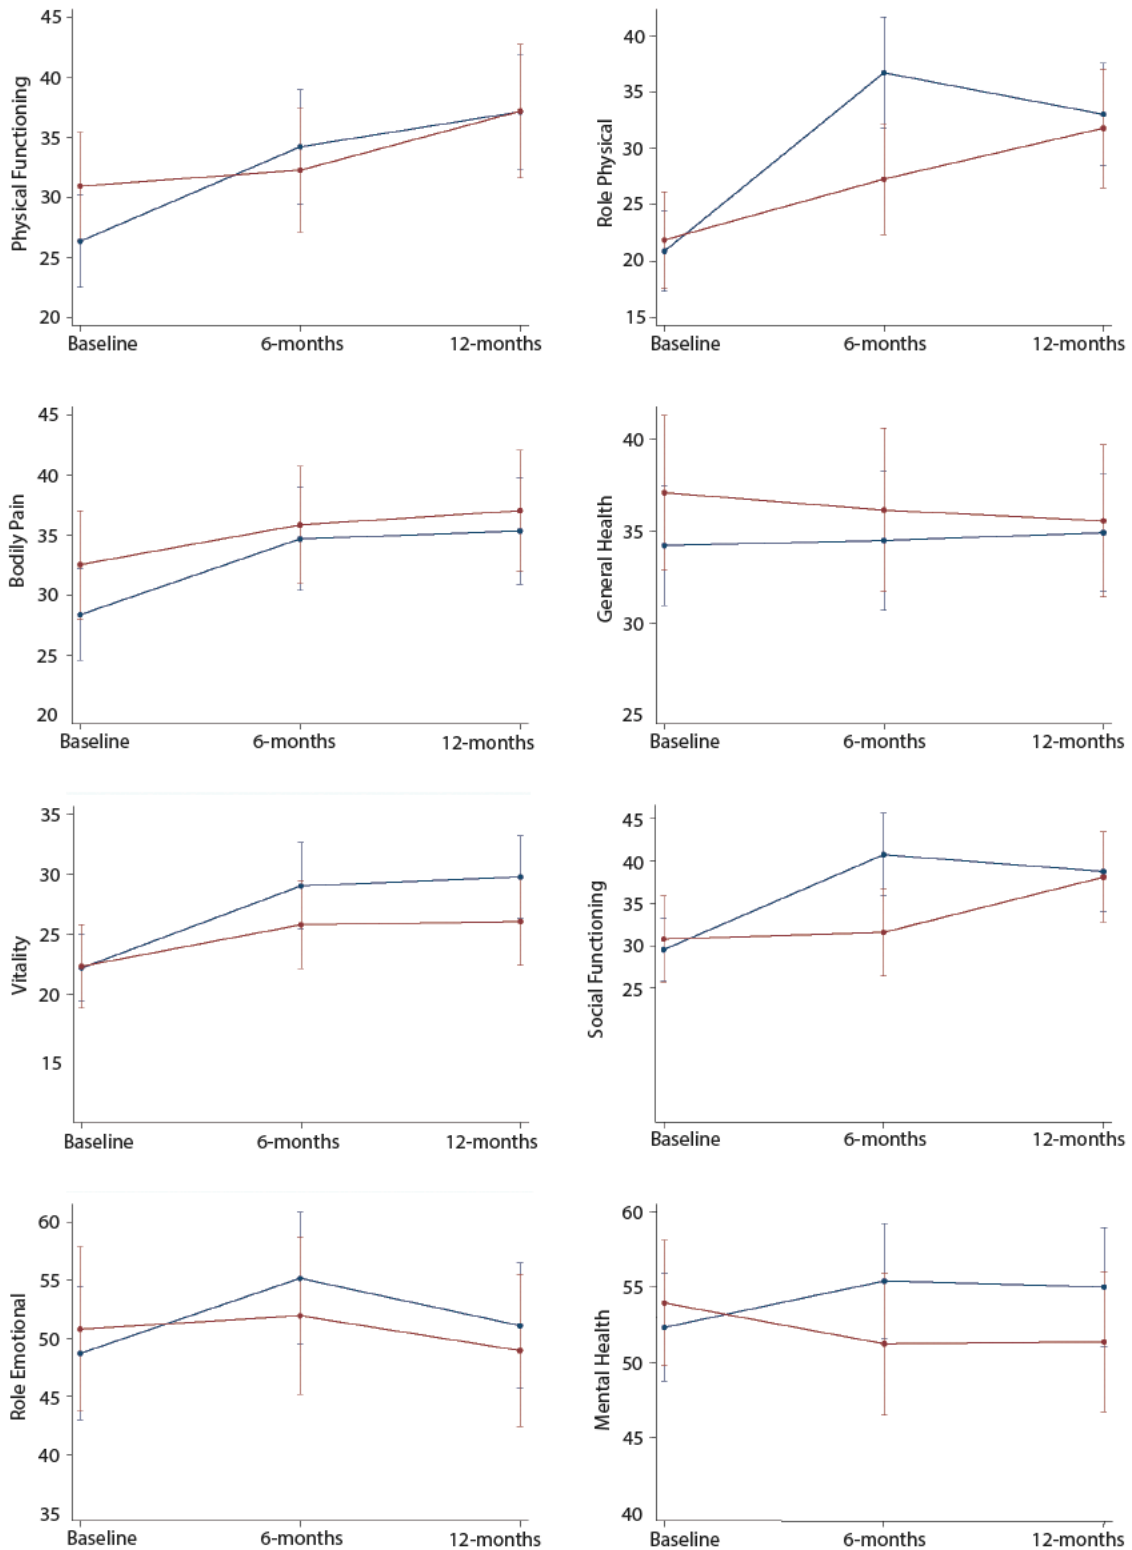 Physical Functioning
45
40
35
30
25
20
Baseline 6-months 12-months
Role Physical
40
35
30
25
20
15
Baseline 6-months 12-months
Bodily Pain
45
40
35
30
25
20
Baseline 6-months 12-months
General Health
40
35
30
25
Baseline 6-months 12-months
Vitality
35
30
25
20
15
Baseline 6-months 12-months
Social Functioning
45
40
35
30
25
Baseline 6-months 12-months
Role Emotional
60
55
50
45
40
35
Baseline 6-months 12-months
Mental Health
60
55
50
45
40
Baseline 6-months 12-months